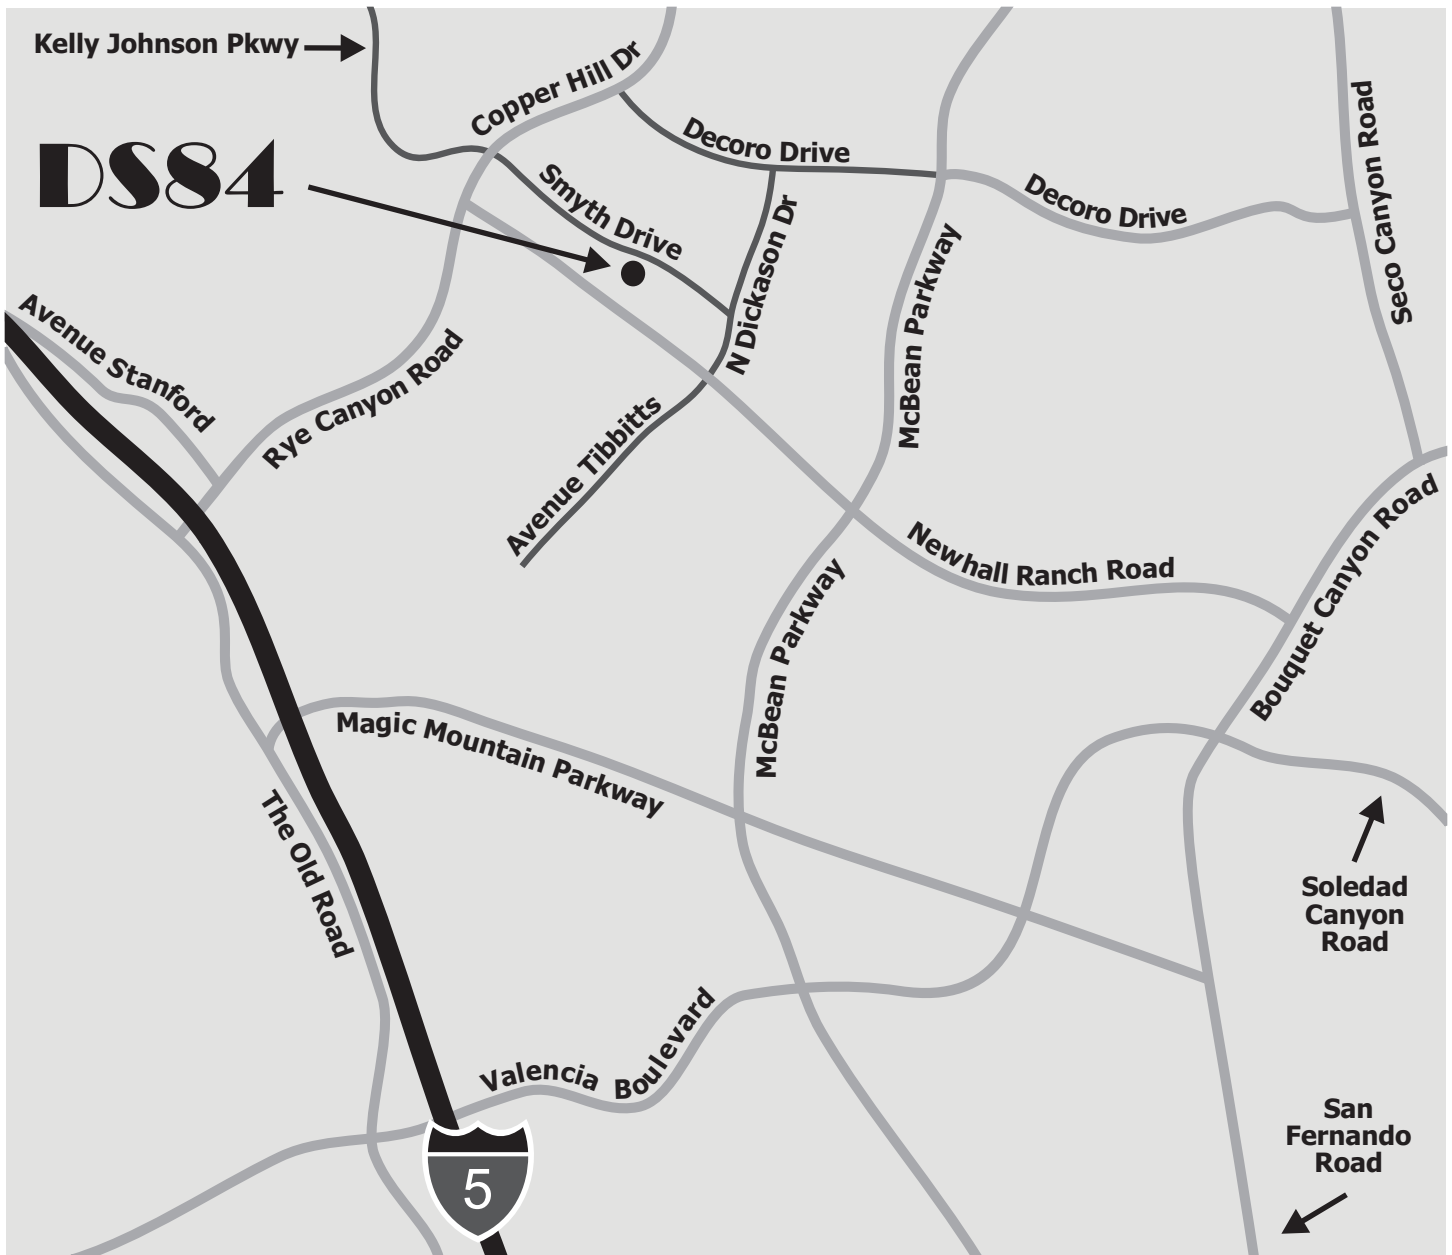 Kelly Johnson Pkwy
Copper Hill Dr
DS84
Decoro Drive
Smyth Drive
Decoro Drive
N Dickason Dr
McBean Parkway
Seco Canyon Road
Avenue Stanford
Rye Canyon Road
Avenue Tibbitts
Newhall Ranch Road
Bouquet Canyon Road
McBean Parkway
Magic Mountain Parkway
The Old Road
Soledad
Canyon
Road
Valencia Boulevard
San
Fernando
Road
5